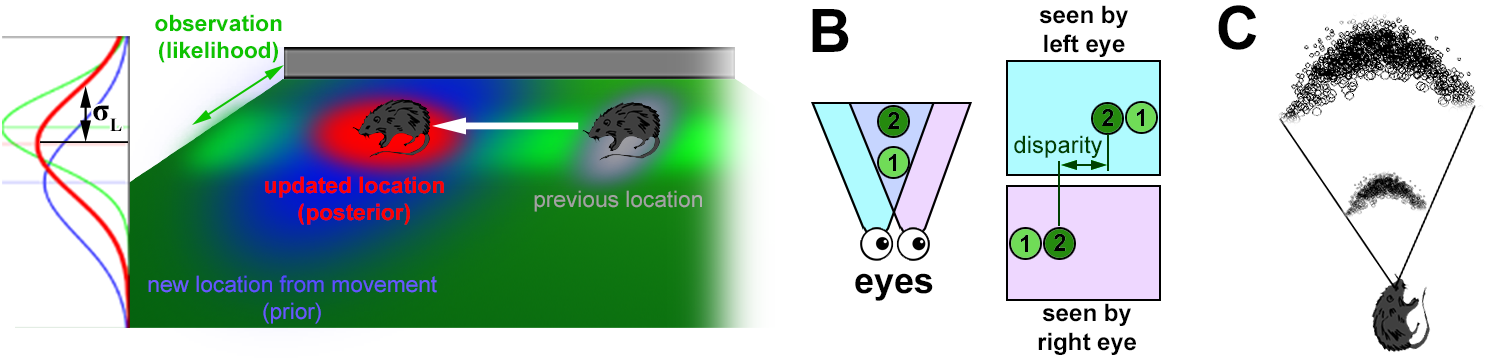 observation
(likelihood)
σL
updated location
(posterior)
previous location
new location from movement
(prior)
B
2
1
eyes
seen by
left eye
2 1
disparity
1 2
seen by
right eye
C